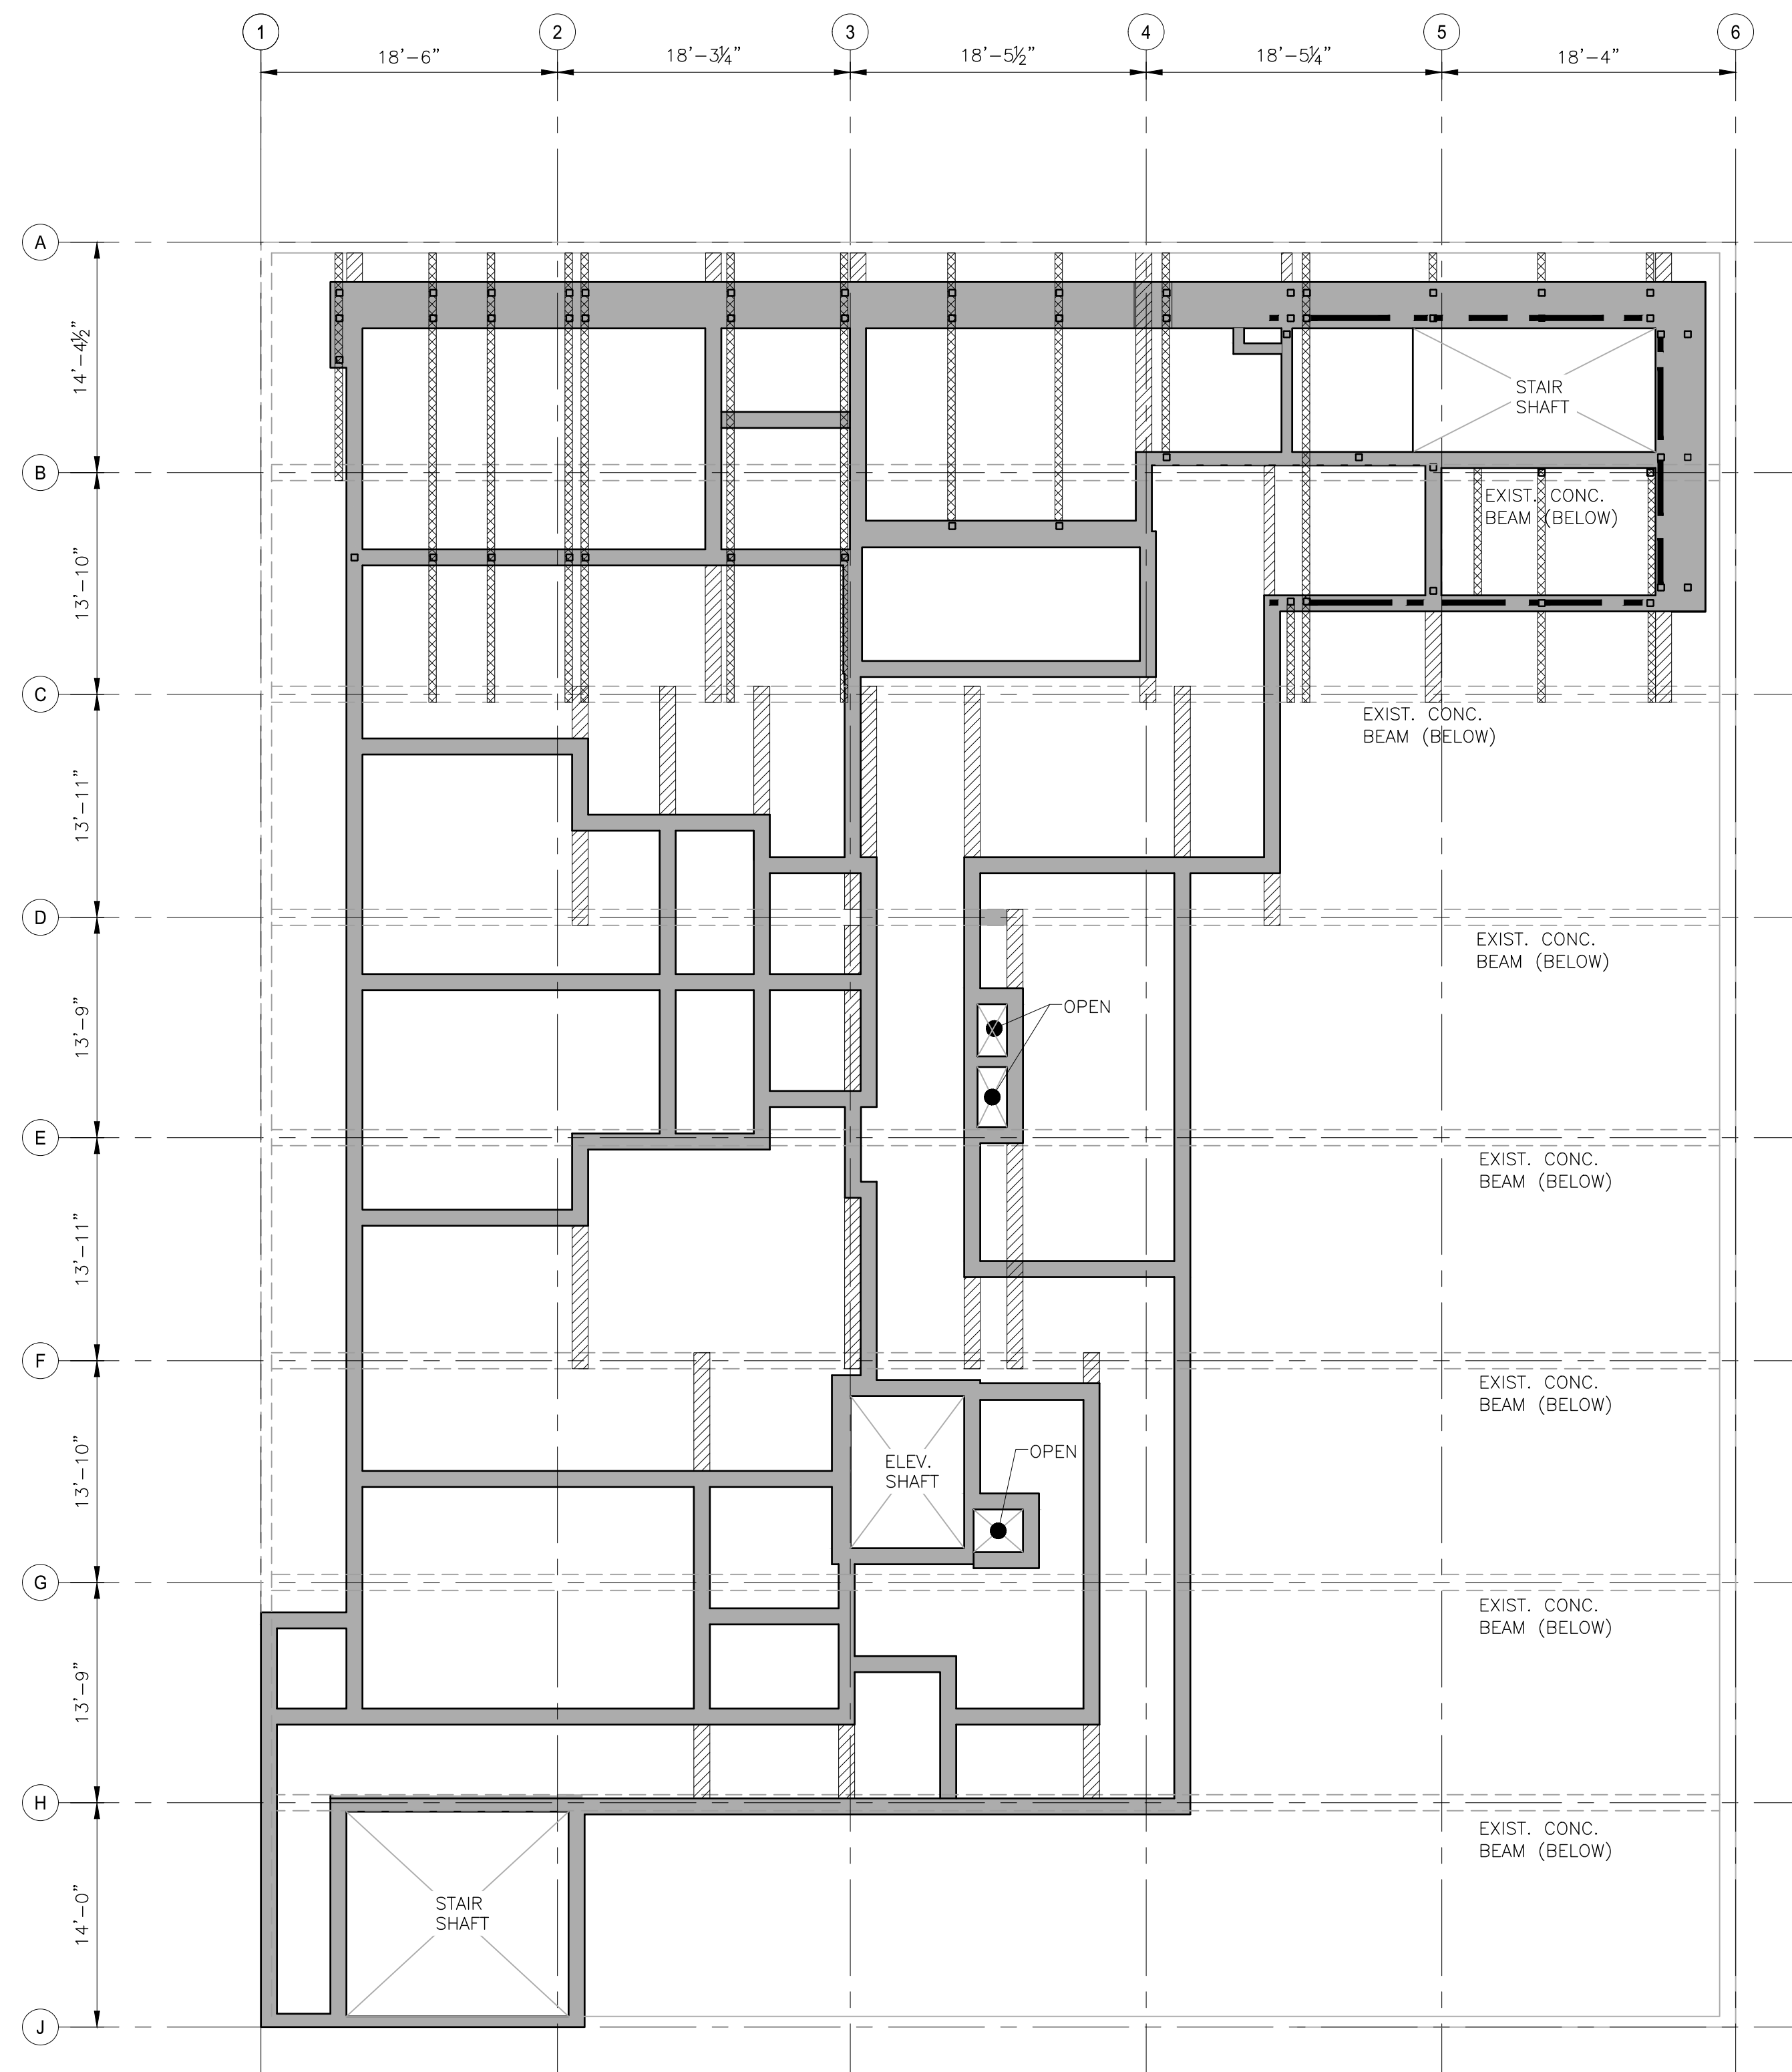 1 2 3 4 5 6
18'-6" 18'-3¼" 18'-5½" 18'-5¼" 18'-4"
A
14'-4½"
STAIR
SHAFT
B
EXIST. CONC.
BEAM (BELOW)
13'-10"
C
EXIST. CONC.
BEAM (BELOW)
13'-11"
D
EXIST. CONC.
BEAM (BELOW)
OPEN
13'-9"
E
EXIST. CONC.
BEAM (BELOW)
13'-11"
F
EXIST. CONC.
BEAM (BELOW)
OPEN
ELEV.
SHAFT
13'-10"
G
EXIST. CONC.
BEAM (BELOW)
13'-9"
H
EXIST. CONC.
BEAM (BELOW)
STAIR
SHAFT
14'-0"
J